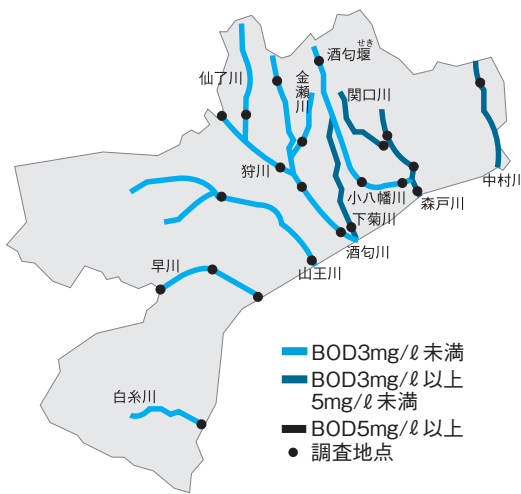 せき
酒匂堰
金瀬川
仙了川
関口川
狩川
中村川
小八幡川
森戸川
下菊川
酒匂川
山王川
早川
白糸川
BOD3mg/ℓ未満
BOD3mg/ℓ以上
5mg/ℓ未満
BOD5mg/ℓ以上
調査地点